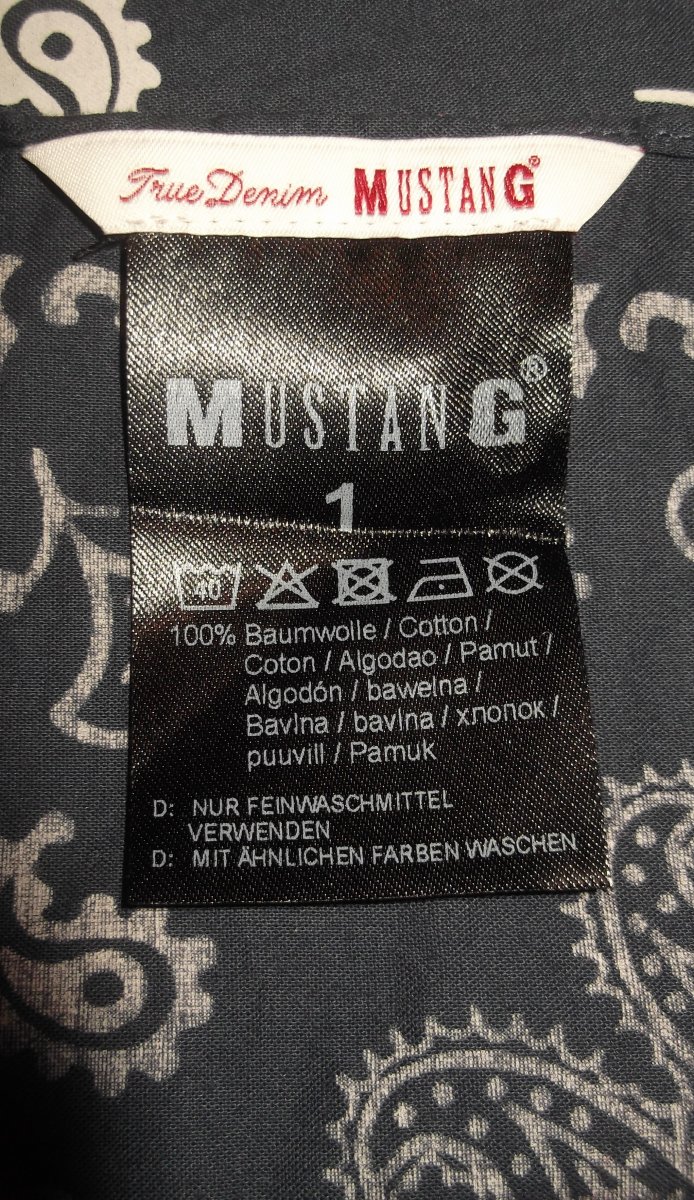 True Denim MUSTANG®
MUSTANG®
1
40
100% Baumwolle / Cotton /
Coton / Algodao / Pamut /
Algodón / bawełna /
Bavlna / bavlna / хлопок /
puuvill / Pamuk
D: NUR FEINWASCHMITTEL
VERWENDEN
D: MIT ÄHNLICHEN FARBEN WASCHEN